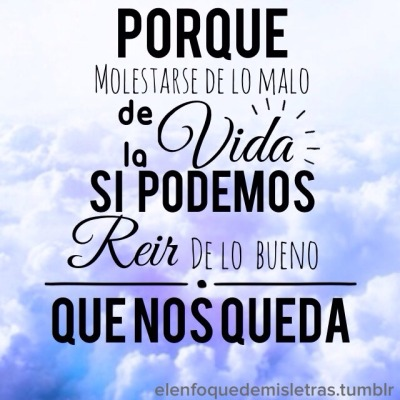 PORQUE
MOLESTARSE DE LO MALO
de
la Vida
SI PODEMOS
Reir DE LO BUENO
QUE NOS QUEDA
elenfoquedemisletras.tumblr